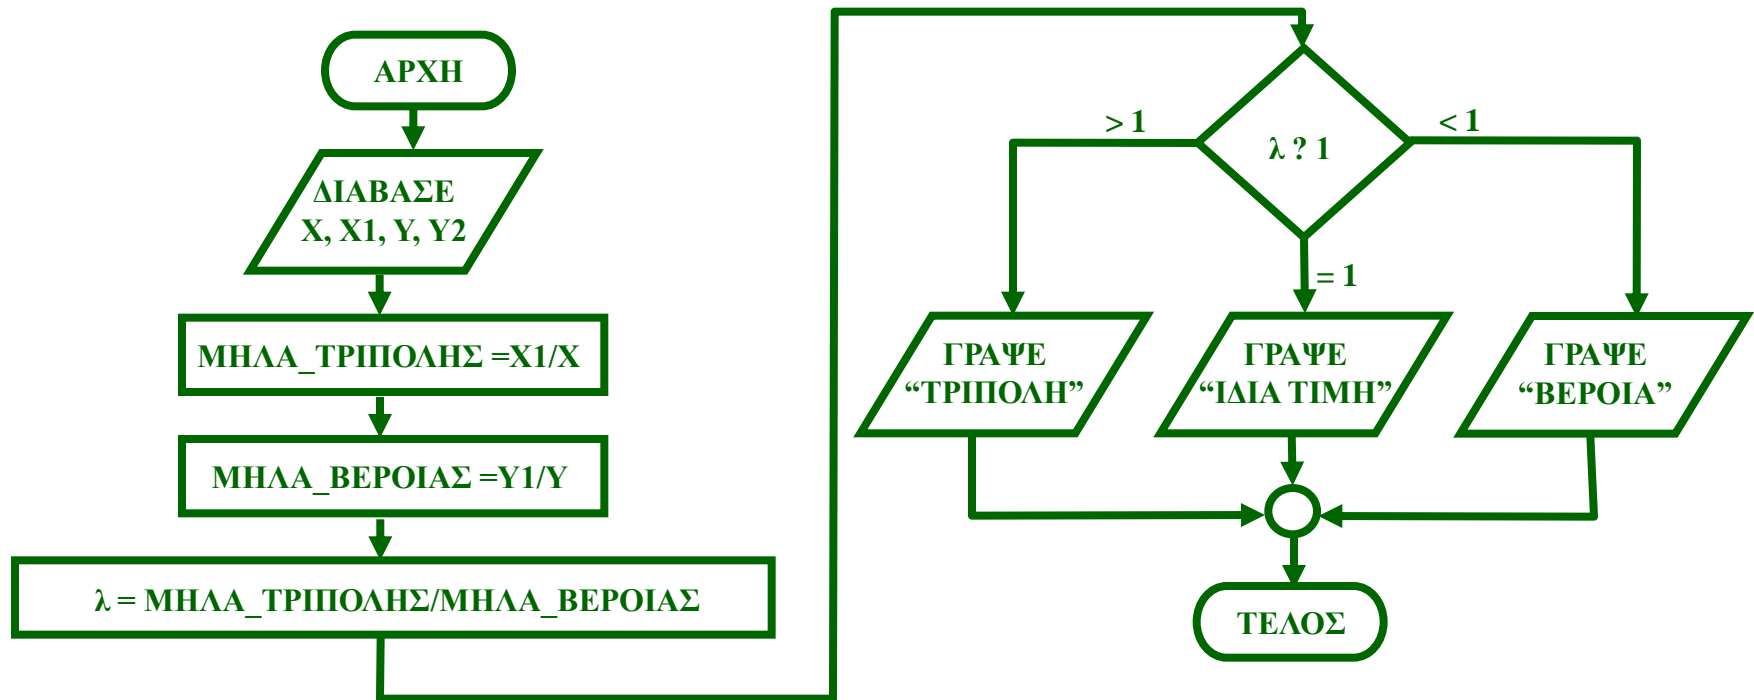 ΑΡΧΗ
ΔΙΑΒΑΣΕ
Χ, Χ1, Υ, Υ2
ΜΗΛΑ_ΤΡΙΠΟΛΗΣ =Χ1/Χ
ΜΗΛΑ_ΒΕΡΟΙΑΣ =Υ1/Υ
λ = ΜΗΛΑ_ΤΡΙΠΟΛΗΣ/ΜΗΛΑ_ΒΕΡΟΙΑΣ
λ ? 1
> 1
= 1
< 1
ΓΡΑΨΕ
“ΤΡΙΠΟΛΗ”
ΓΡΑΨΕ
“ΙΔΙΑ ΤΙΜΗ”
ΓΡΑΨΕ
“ΒΕΡΟΙΑ”
ΤΕΛΟΣ